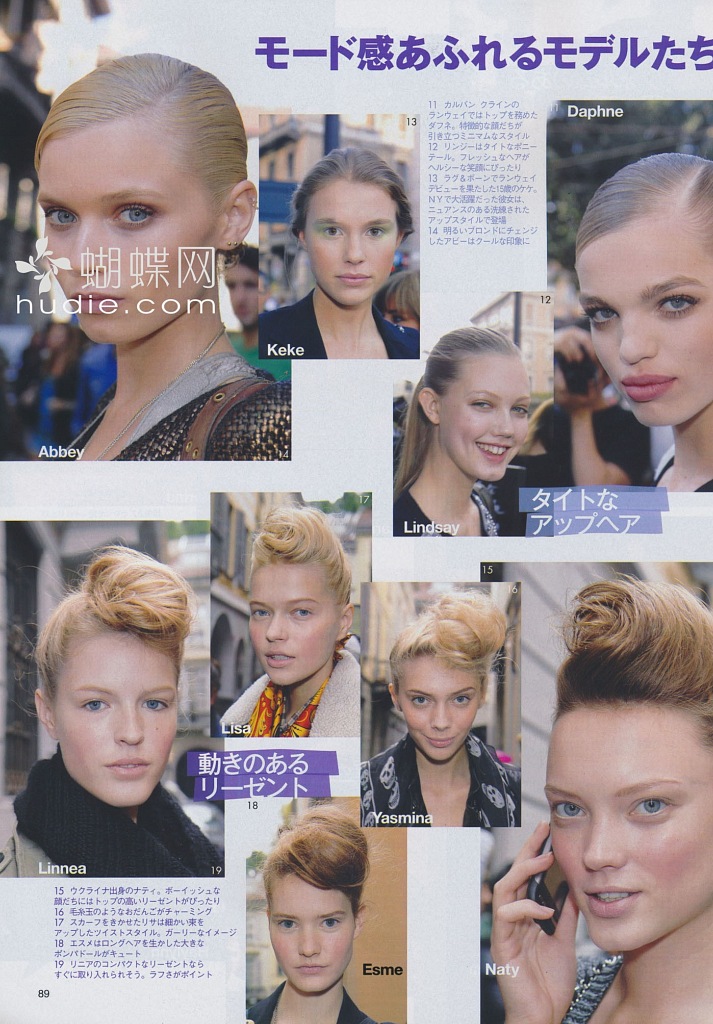 モード感あふれるモデルたち
11 カルバン クラインの
ランウェイではトップを務めた
ダフネ。特徴的な顔だちが
引き立つミニマムなスタイル
12 リンジーはタイトなポニー
テール。フレッシュなヘアが
ヘルシーな笑顔にぴったり
13 ラグ&ボーンでランウェイ
デビューを果たした15歳のケケ。
NYで大活躍だった彼女は、
ニュアンスのある洗練された
アップスタイルで登場
14 明るいブロンドにチェンジ
したアビーはクールな印象に
11
Daphne
13
Keke
蝴蝶网
hudie.com
Abbey
14
12
Lindsay
タイトな
アップヘア
17
Lisa
動きのある
リーゼント
16
Yasmina
15
Naty
Linnea
19
18
Esme
15 ウクライナ出身のナティ。ボーイッシュな
顔だちにはトップの高いリーゼントがぴったり
16 毛糸玉のようなおだんごがチャーミング
17 スカーフをきかせたリサは細かい束を
アップしたツイストスタイル。ガーリーなイメージ
18 エスメはロングヘアを生かした大きな
ポンパドールがキュート
19 リニアのコンパクトなリーゼントなら
すぐに取り入れられそう。ラフさがポイント
89